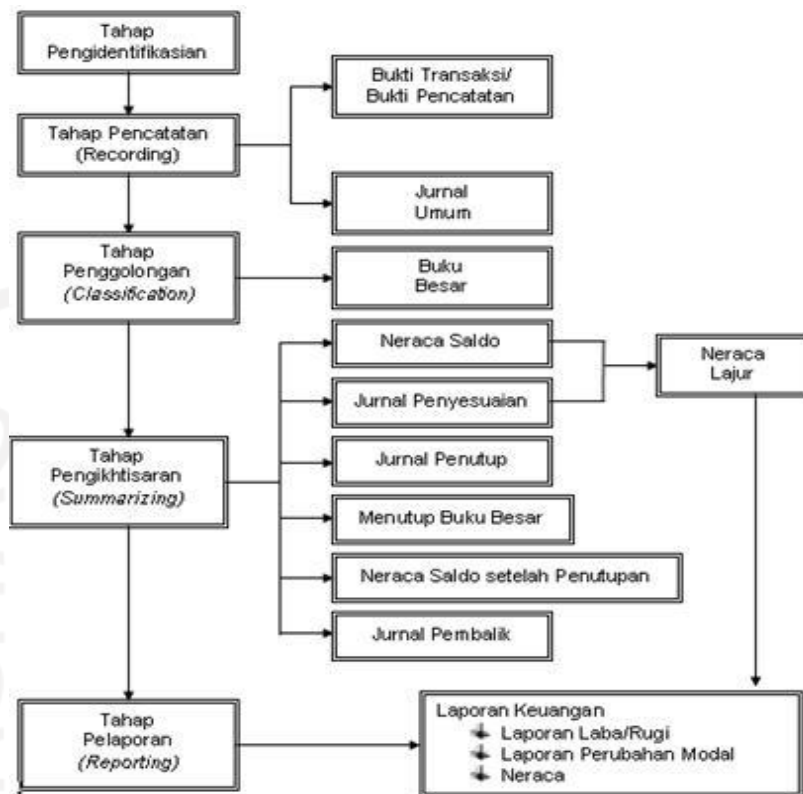 Tahap
Pengidentifikasian
Bukti Transaksi/
Bukti Pencatatan
Tahap Pencatatan
(Recording)
Jurnal
Umum
Tahap
Penggolongan
(Classification)
Buku
Besar
Neraca Saldo
Neraca
Lajur
Jurnal Penyesuaian
Tahap
Pengikhtisaran
(Summarizing)
Jurnal Penutup
Menutup Buku Besar
Neraca Saldo setelah Penutupan
Jurnal Pembalik
Tahap
Pelaporan
(Reporting)
Laporan Keuangan
Laporan Laba/Rugi
Laporan Perubahan Modal
Neraca